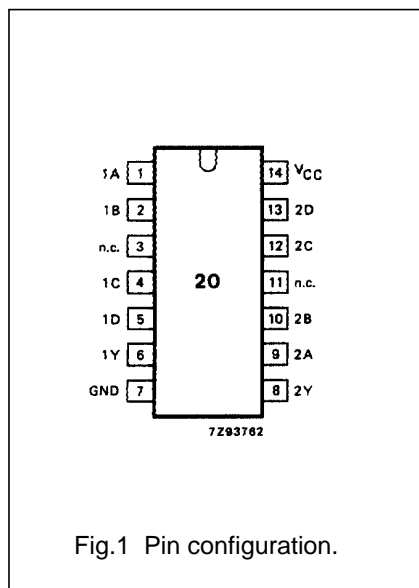 1A 1 14 VCC
1B 2 13 2D
n.c. 3 12 2C
1C 4 20 11 n.c.
1D 5 10 2B
1Y 6 9 2A
GND 7 8 2Y
7Z93762
Fig.1 Pin configuration.